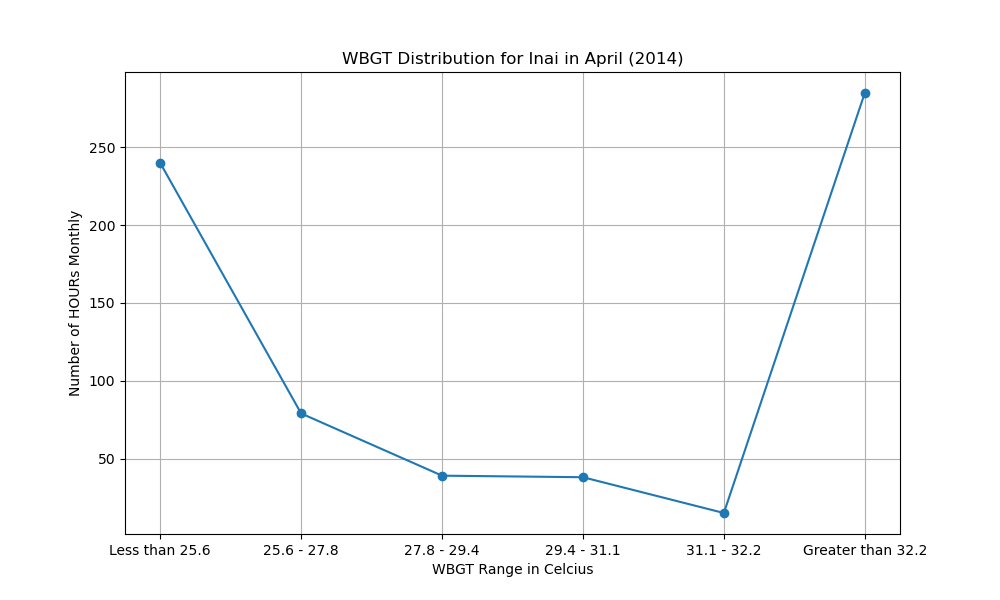 WBGT Distribution for Inai in April (2014)
Number of HOURs Monthly
250
200
150
100
50
Less than 25.6
25.6 - 27.8
27.8 - 29.4
29.4 - 31.1
31.1 - 32.2
Greater than 32.2
WBGT Range in Celcius